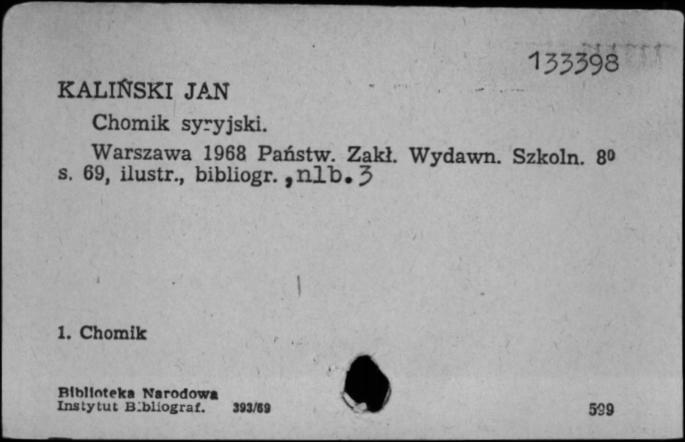 133398
KALIŃSKI JAN
Chomik syryjski.
Warszawa 1968 Państw. Zakł. Wydawn. Szkoln. 8⁰
s. 69, ilustr., bibliogr. , nlb. 3
1. Chomik
Biblioteka Narodowa
Instytut Bibliograf. 393/69
599